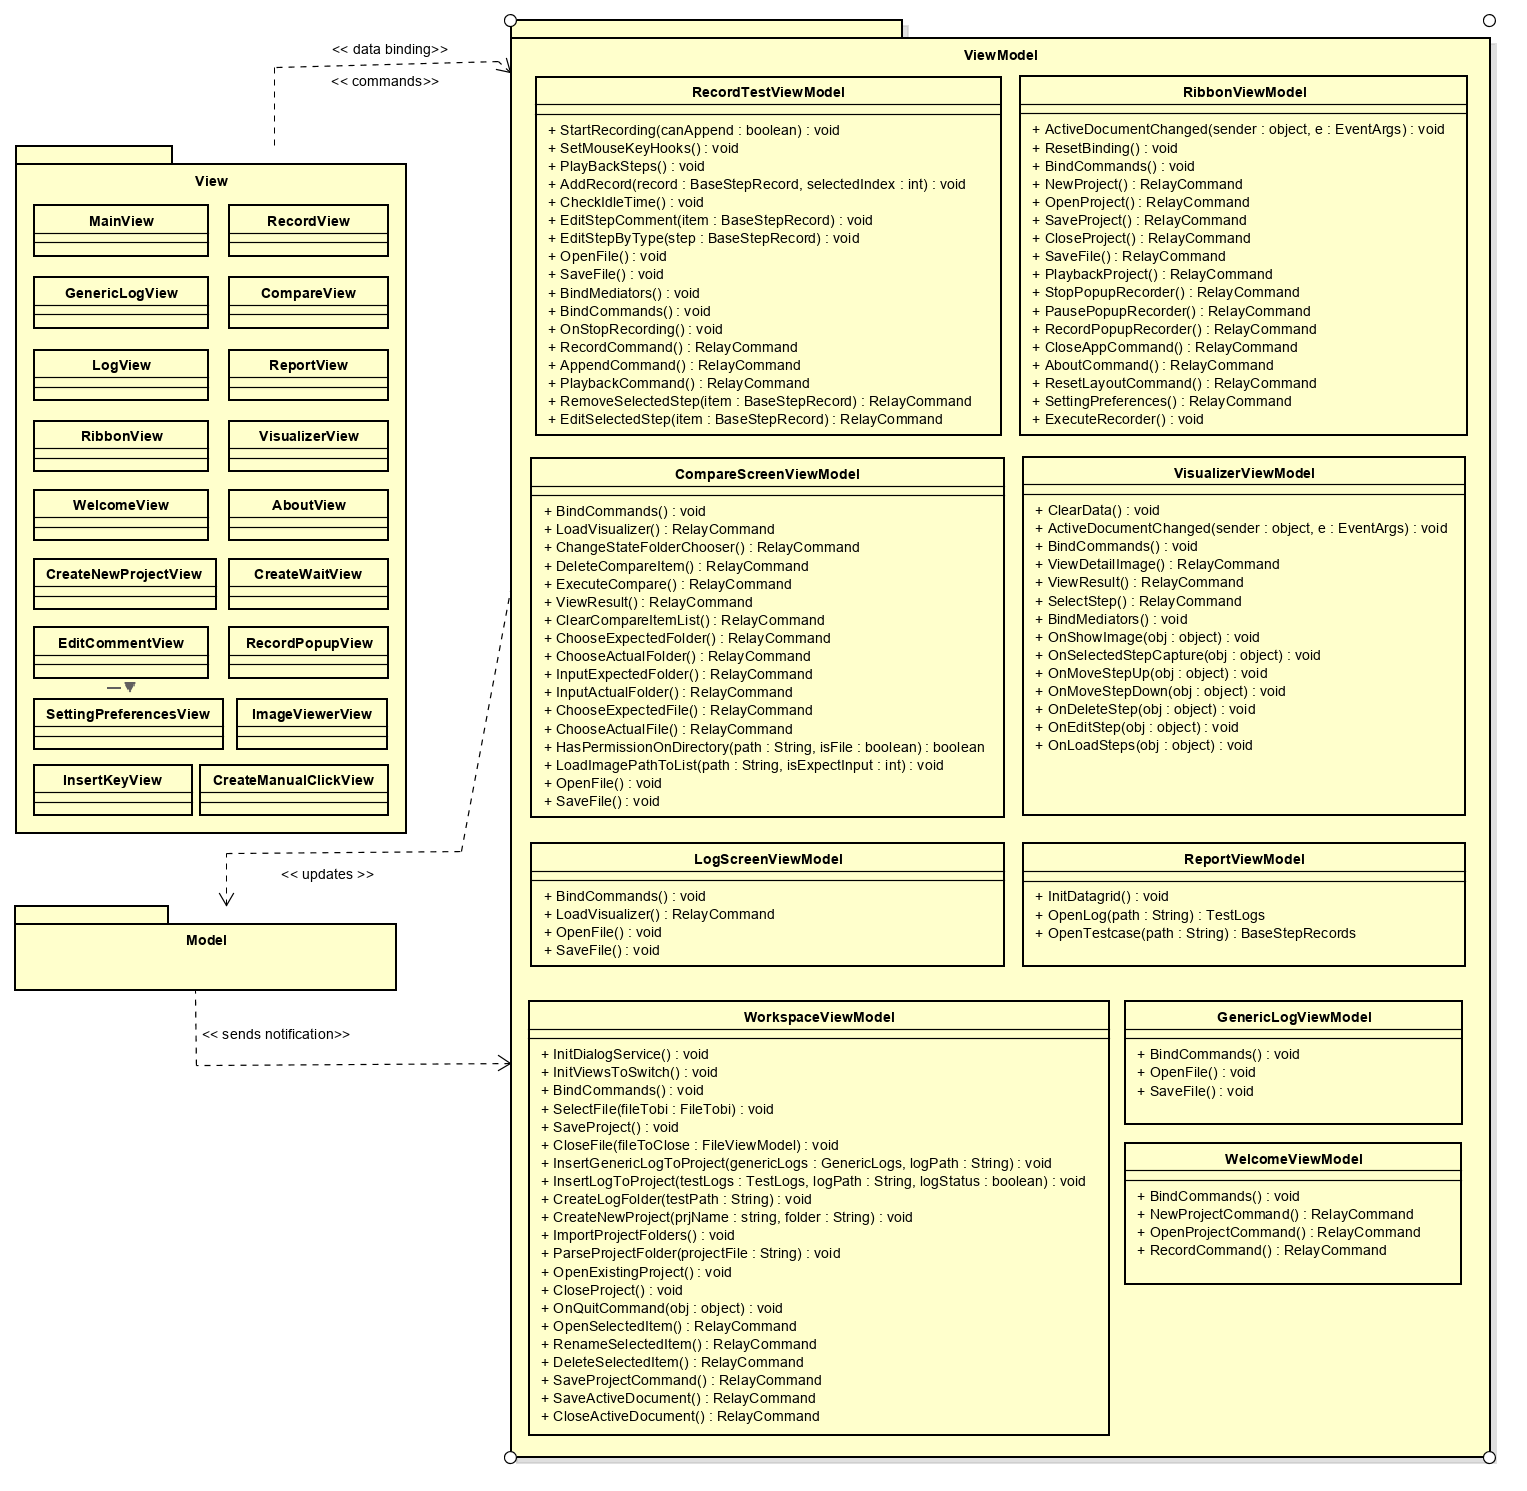 << data binding>>
<< commands>>
View
MainView
RecordView
GenericLogView
CompareView
LogView
ReportView
RibbonView
VisualizerView
WelcomeView
AboutView
CreateNewProjectView
CreateWaitView
EditCommentView
RecordPopupView
SettingPreferencesView
ImageViewerView
InsertKeyView
CreateManualClickView
<< updates >>
Model
<< sends notification>>
ViewModel
RecordTestViewModel
+ StartRecording(canAppend : boolean) : void
+ SetMouseKeyHooks() : void
+ PlayBackSteps() : void
+ AddRecord(record : BaseStepRecord, selectedIndex : int) : void
+ CheckIdleTime() : void
+ EditStepComment(item : BaseStepRecord) : void
+ EditStepByType(step : BaseStepRecord) : void
+ OpenFile() : void
+ SaveFile() : void
+ BindMediators() : void
+ BindCommands() : void
+ OnStopRecording() : void
+ RecordCommand() : RelayCommand
+ AppendCommand() : RelayCommand
+ PlaybackCommand() : RelayCommand
+ RemoveSelectedStep(item : BaseStepRecord) : RelayCommand
+ EditSelectedStep(item : BaseStepRecord) : RelayCommand
RibbonViewModel
+ ActiveDocumentChanged(sender : object, e : EventArgs) : void
+ ResetBinding() : void
+ BindCommands() : void
+ NewProject() : RelayCommand
+ OpenProject() : RelayCommand
+ SaveProject() : RelayCommand
+ CloseProject() : RelayCommand
+ SaveFile() : RelayCommand
+ PlaybackProject() : RelayCommand
+ StopPopupRecorder() : RelayCommand
+ PausePopupRecorder() : RelayCommand
+ RecordPopupRecorder() : RelayCommand
+ CloseAppCommand() : RelayCommand
+ AboutCommand() : RelayCommand
+ ResetLayoutCommand() : RelayCommand
+ SettingPreferences() : RelayCommand
+ ExecuteRecorder() : void
CompareScreenViewModel
+ BindCommands() : void
+ LoadVisualizer() : RelayCommand
+ ChangeStateFolderChooser() : RelayCommand
+ DeleteCompareItem() : RelayCommand
+ ExecuteCompare() : RelayCommand
+ ViewResult() : RelayCommand
+ ClearCompareItemList() : RelayCommand
+ ChooseExpectedFolder() : RelayCommand
+ ChooseActualFolder() : RelayCommand
+ InputExpectedFolder() : RelayCommand
+ InputActualFolder() : RelayCommand
+ ChooseExpectedFile() : RelayCommand
+ ChooseActualFile() : RelayCommand
+ HasPermissionOnDirectory(path : String, isFile : boolean) : boolean
+ LoadImagePathToList(path : String, isExpectInput : int) : void
+ OpenFile() : void
+ SaveFile() : void
VisualizerViewModel
+ ClearData() : void
+ ActiveDocumentChanged(sender : object, e : EventArgs) : void
+ BindCommands() : void
+ ViewDetailImage() : RelayCommand
+ ViewResult() : RelayCommand
+ SelectStep() : RelayCommand
+ BindMediators() : void
+ OnShowImage(obj : object) : void
+ OnSelectedStepCapture(obj : object) : void
+ OnMoveStepUp(obj : object) : void
+ OnMoveStepDown(obj : object) : void
+ OnDeleteStep(obj : object) : void
+ OnEditStep(obj : object) : void
+ OnLoadSteps(obj : object) : void
LogScreenViewModel
+ BindCommands() : void
+ LoadVisualizer() : RelayCommand
+ OpenFile() : void
+ SaveFile() : void
ReportViewModel
+ InitDatagrid() : void
+ OpenLog(path : String) : TestLogs
+ OpenTestcase(path : String) : BaseStepRecords
WorkspaceViewModel
+ InitDialogService() : void
+ InitViewsToSwitch() : void
+ BindCommands() : void
+ SelectFile(fileTobi : FileTobi) : void
+ SaveProject() : void
+ CloseFile(fileToClose : FileViewModel) : void
+ InsertGenericLogToProject(genericLogs : GenericLogs, logPath : String) : void
+ InsertLogToProject(testLogs : TestLogs, logPath : String, logStatus : boolean) : void
+ CreateLogFolder(testPath : String) : void
+ CreateNewProject(prjName : string, folder : String) : void
+ ImportProjectFolders() : void
+ ParseProjectFolder(projectFile : String) : void
+ OpenExistingProject() : void
+ CloseProject() : void
+ OnQuitCommand(obj : object) : void
+ OpenSelectedItem() : RelayCommand
+ RenameSelectedItem() : RelayCommand
+ DeleteSelectedItem() : RelayCommand
+ SaveProjectCommand() : RelayCommand
+ SaveActiveDocument() : RelayCommand
+ CloseActiveDocument() : RelayCommand
GenericLogViewModel
+ BindCommands() : void
+ OpenFile() : void
+ SaveFile() : void
WelcomeViewModel
+ BindCommands() : void
+ NewProjectCommand() : RelayCommand
+ OpenProjectCommand() : RelayCommand
+ RecordCommand() : RelayCommand